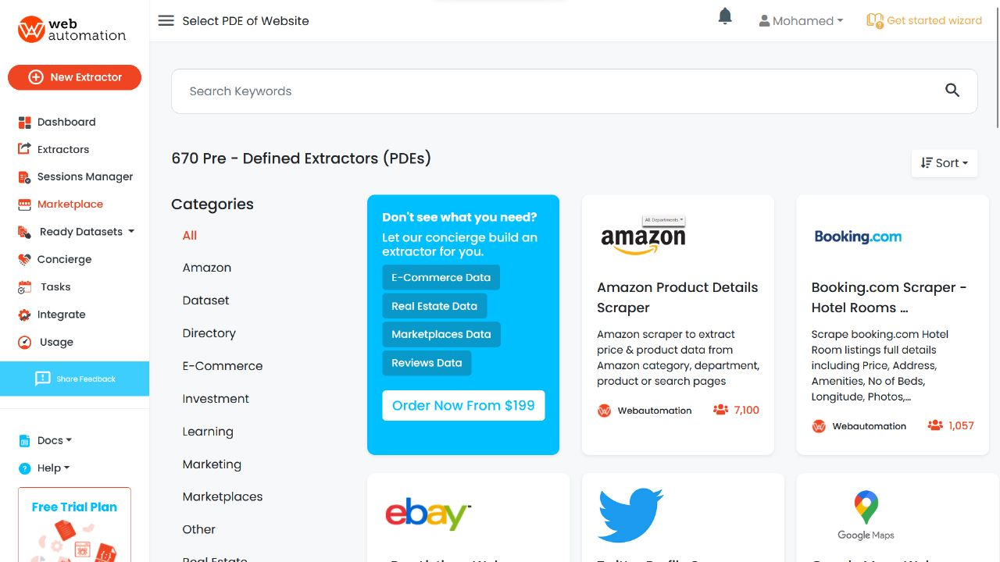 web
automation
Select PDE of Website
Mohamed
Get started wizard
New Extractor
Search Keywords
Dashboard
Extractors
Sessions Manager
Marketplace
Ready Datasets
Concierge
Tasks
Integrate
Usage
Share Feedback
Docs
Help
Free Trial Plan
670 Pre - Defined Extractors (PDEs)
Sort
Categories
All
Amazon
Dataset
Directory
E-Commerce
Investment
Learning
Marketing
Marketplaces
Other
Real Estate
Don't see what you need?
Let our concierge build an
extractor for you.
E-Commerce Data
Real Estate Data
Marketplaces Data
Reviews Data
Order Now From $199
All Departments
amazon
Amazon Product Details
Scraper
Amazon scraper to extract
price & product data from
Amazon category, department,
product or search pages
Webautomation
7,100
Booking.com
Booking.com Scraper -
Hotel Rooms ...
Scrape booking.com Hotel
Room listings full details
including Price, Address,
Amenities, No of Beds,
Longitude, Photos,...
Webautomation
1,057
ebay™
Google Maps